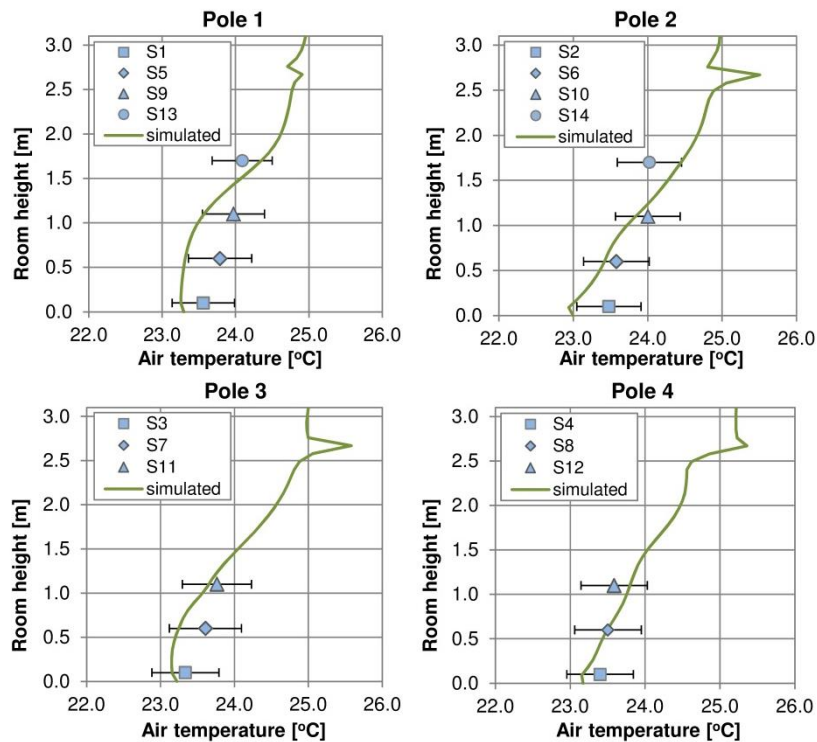 Pole 1
3.0
2.5
2.0
1.5
1.0
0.5
0.0
Room height [m]
S1
S5
S9
S13
simulated
22.0 23.0 24.0 25.0 26.0
Air temperature [°C]
Pole 2
3.0
2.5
2.0
1.5
1.0
0.5
0.0
Room height [m]
S2
S6
S10
S14
simulated
22.0 23.0 24.0 25.0 26.0
Air temperature [°C]
Pole 3
3.0
2.5
2.0
1.5
1.0
0.5
0.0
Room height [m]
S3
S7
S11
simulated
22.0 23.0 24.0 25.0 26.0
Air temperature [°C]
Pole 4
3.0
2.5
2.0
1.5
1.0
0.5
0.0
Room height [m]
S4
S8
S12
simulated
22.0 23.0 24.0 25.0 26.0
Air temperature [°C]